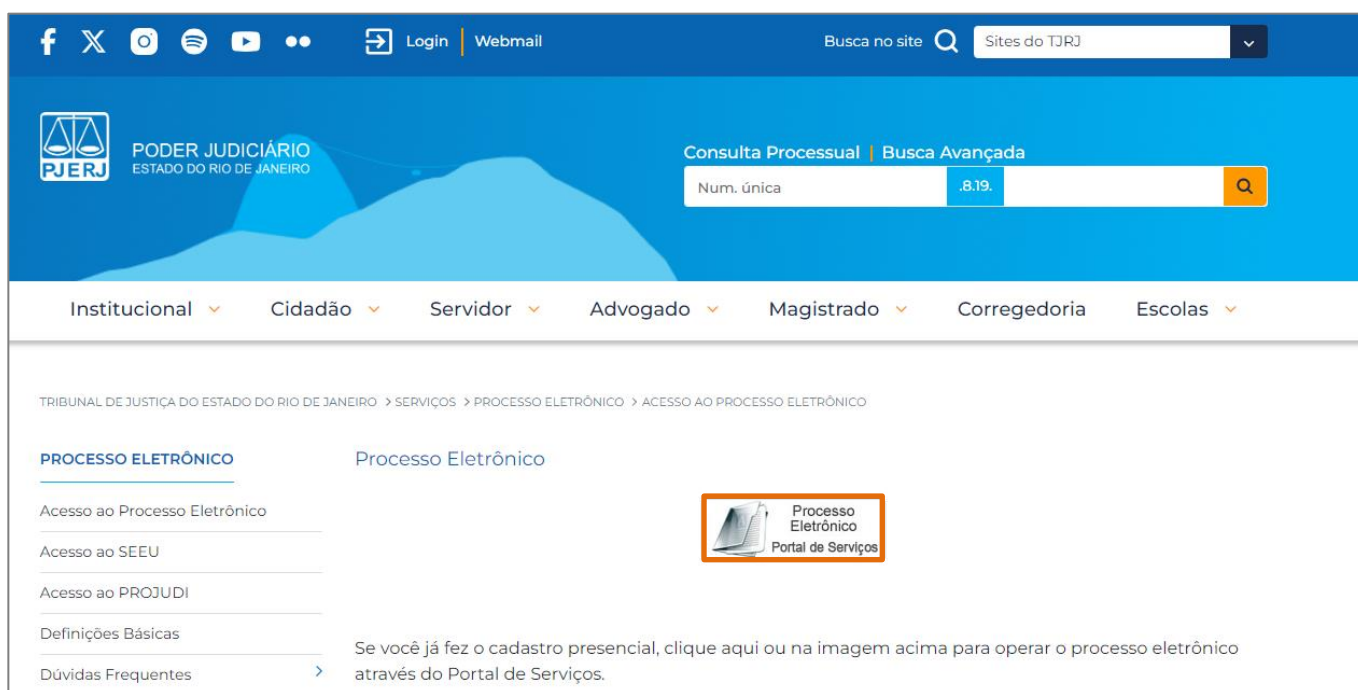 Login | Webmail
Busca no site
Sites do TJRJ
PJERJ
PODER JUDICIÁRIO
ESTADO DO RIO DE JANEIRO
Consulta Processual | Busca Avançada
Num. única
.8.19.
Institucional
Cidadão
Servidor
Advogado
Magistrado
Corregedoria
Escolas
TRIBUNAL DE JUSTIÇA DO ESTADO DO RIO DE JANEIRO > SERVIÇOS > PROCESSO ELETRÔNICO > ACESSO AO PROCESSO ELETRÔNICO
PROCESSO ELETRÔNICO
Acesso ao Processo Eletrônico
Acesso ao SEEU
Acesso ao PROJUDI
Definições Básicas
Dúvidas Frequentes
Processo Eletrônico
Processo
Eletrônico
Portal de Serviços
Se você já fez o cadastro presencial, clique aqui ou na imagem acima para operar o processo eletrônico
através do Portal de Serviços.